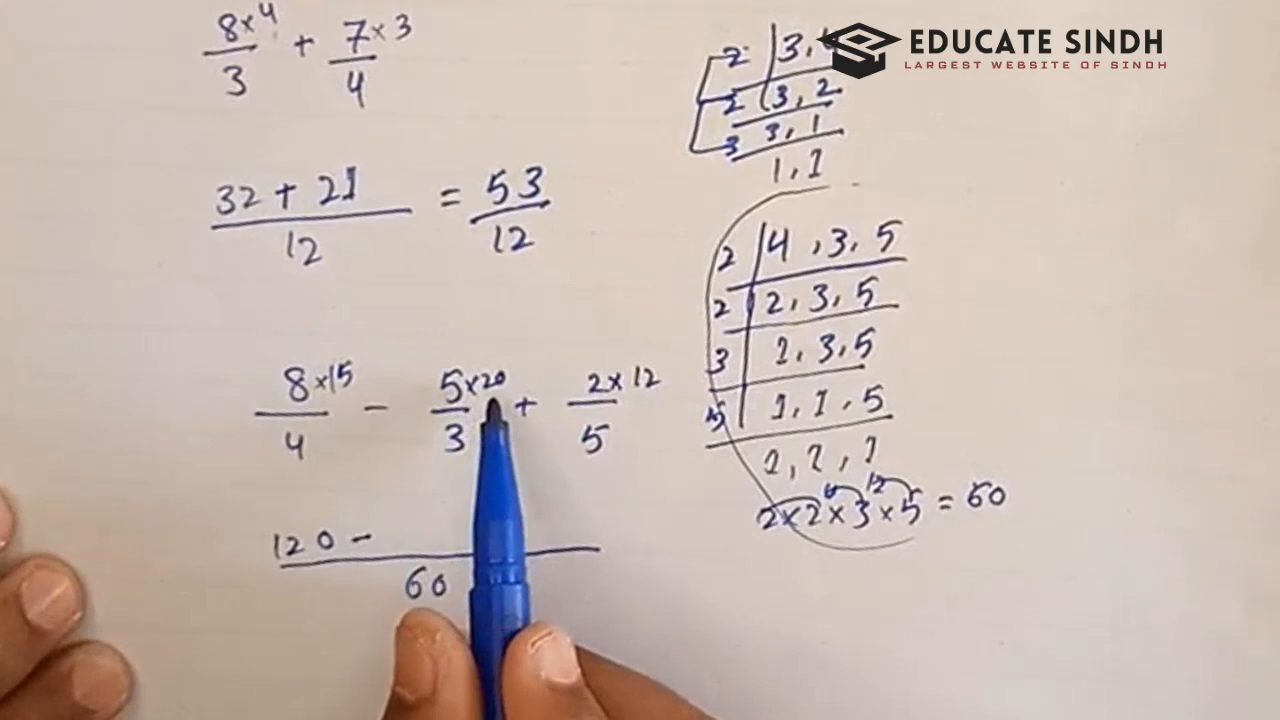 8×4 + 7×3
3 4
32 + 21 = 53
12 12
8×15 - 5×20 + 2×12
4 3 5
120 -
60
EDUCATE SINDH
LARGEST WEBSITE OF SINDH
2 3,
2 3, 2
3 3, 1
1, 1
2 4, 3, 5
2 2, 3, 5
3 1, 3, 5
5 1, 1, 5
1, 1, 1
12
2×2×3×5 = 60